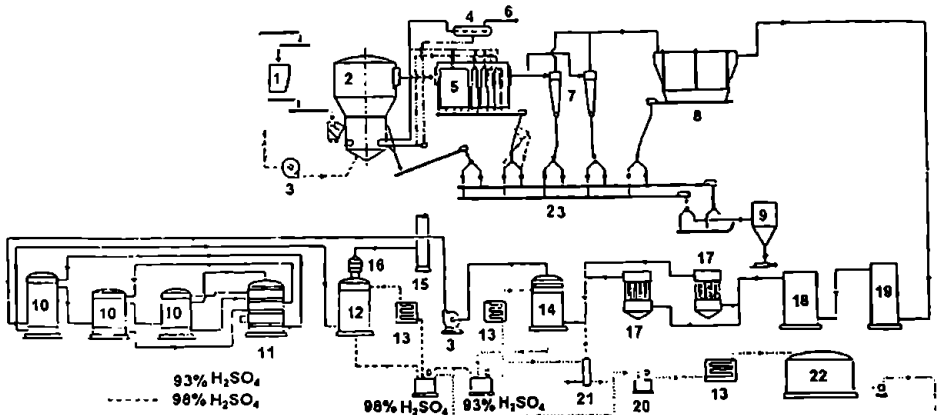 4 6
1 2 5 7
8
3
23 9
16 15 17
10 10 10 12 14 18 19
11 13 3 13 17
22
93% H₂SO₄
98% H₂SO₄
98% H₂SO₄ 93% H₂SO₄ 21 20 13